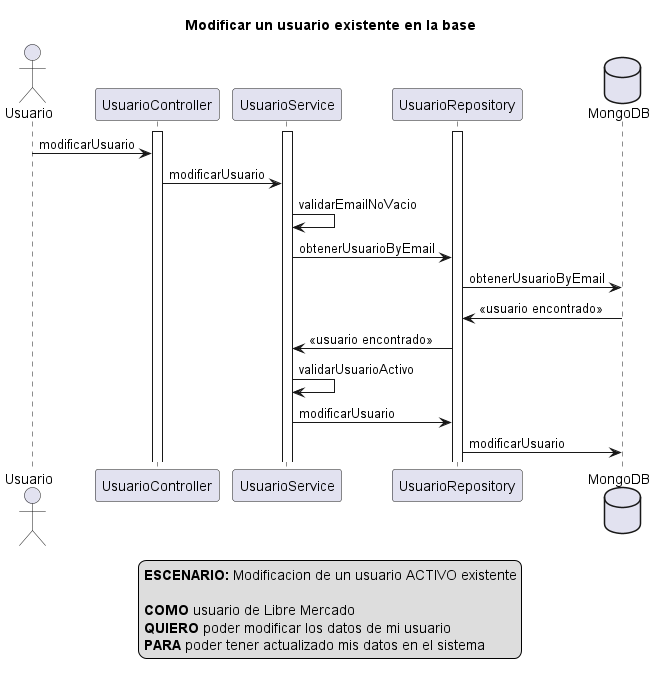 Modificar un usuario existente en la base
Usuario
UsuarioController
UsuarioService
UsuarioRepository
MongoDB
modificarUsuario
modificarUsuario
validarEmailNoVacio
obtenerUsuarioByEmail
obtenerUsuarioByEmail
«usuario encontrado»
«usuario encontrado»
validarUsuarioActivo
modificarUsuario
modificarUsuario
Usuario
UsuarioController
UsuarioService
UsuarioRepository
MongoDB
ESCENARIO: Modificacion de un usuario ACTIVO existente
COMO usuario de Libre Mercado
QUIERO poder modificar los datos de mi usuario
PARA poder tener actualizado mis datos en el sistema